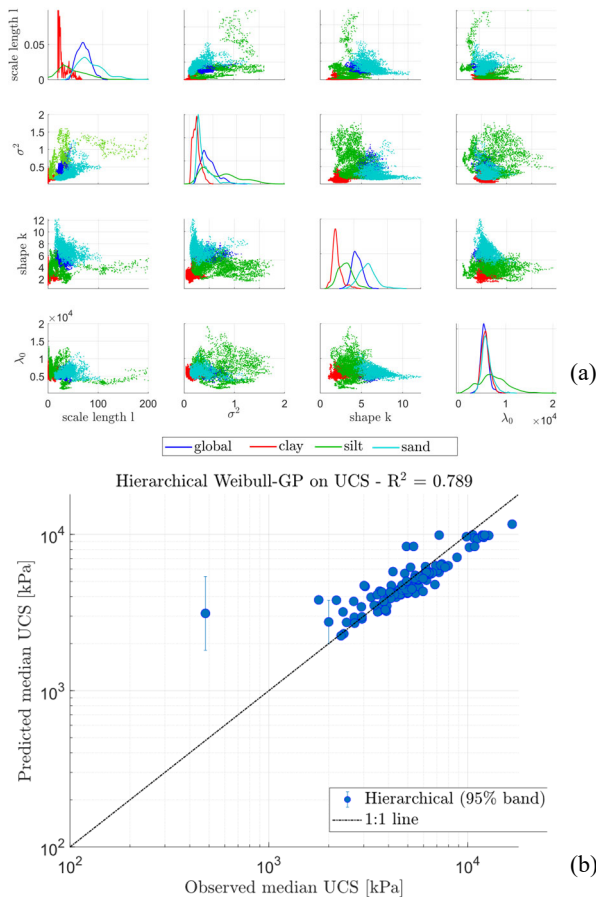 scale length l
0.05
0
2
1.5
σ²
1
0.5
0
12
10
shape k
8
6
4
2
×10⁴
2
1.5
λ₀
1
0.5
0 100 200
scale length l
0 1 2
σ²
0 5 10
shape k
0 1 2
λ₀ ×10⁴
(a)
global clay silt sand
Hierarchical Weibull-GP on UCS - R² = 0.789
10⁴
10³
10²
Predicted median UCS [kPa]
Hierarchical (95% band)
1:1 line
10² 10³ 10⁴
Observed median UCS [kPa]
(b)